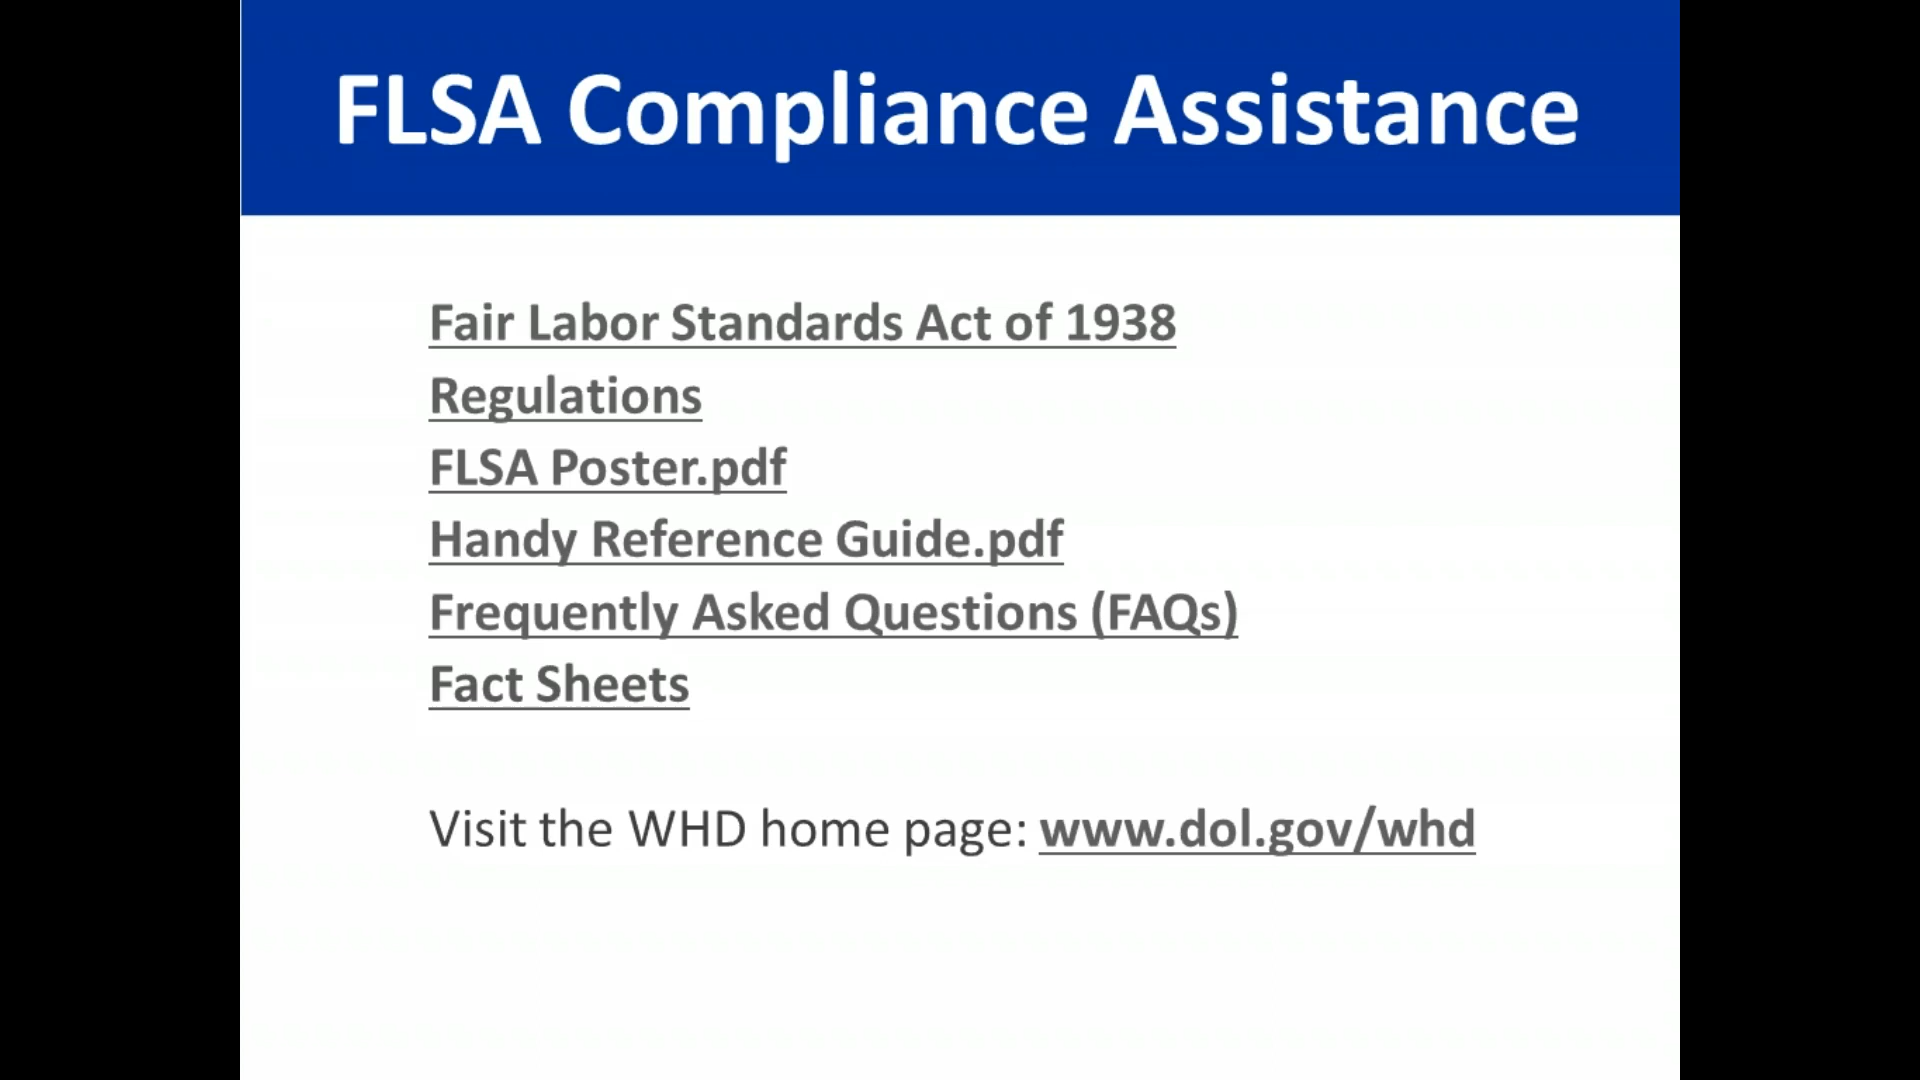 FLSA Compliance Assistance
Fair Labor Standards Act of 1938
Regulations
FLSA Poster.pdf
Handy Reference Guide.pdf
Frequently Asked Questions (FAQs)
Fact Sheets
Visit the WHD home page: www.dol.gov/whd